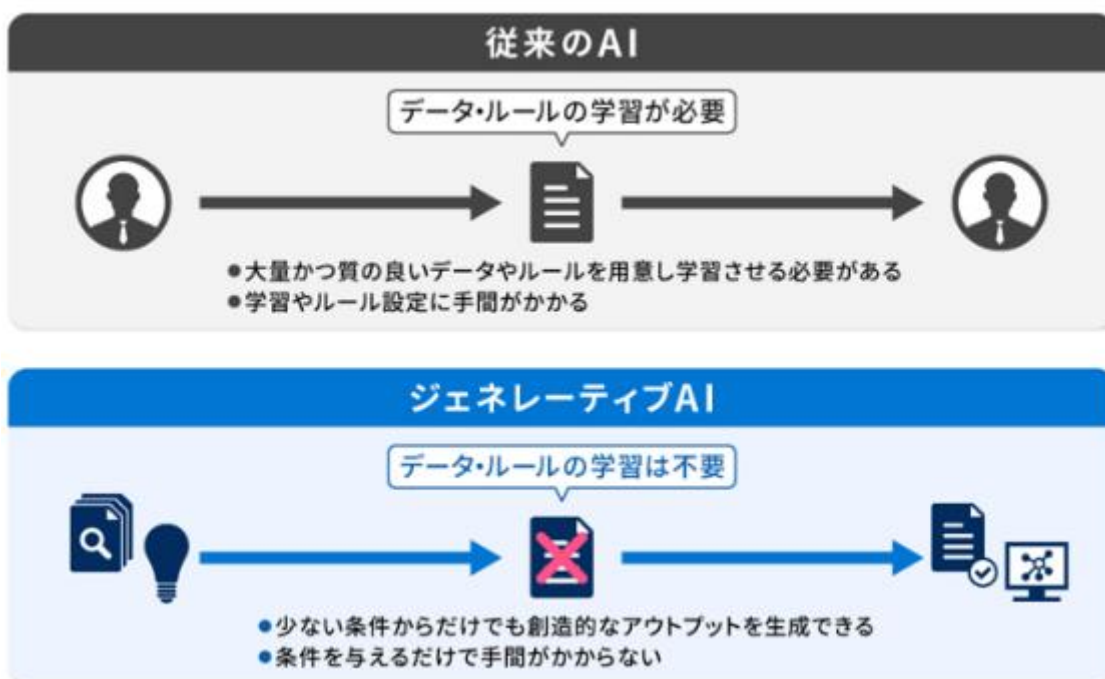 従来のAI
データ・ルールの学習が必要
●大量かつ質の良いデータやルールを用意し学習させる必要がある
●学習やルール設定に手間がかかる
ジェネレーティブAI
データ・ルールの学習は不要
●少ない条件からだけでも創造的なアウトプットを生成できる
●条件を与えるだけで手間がかからない